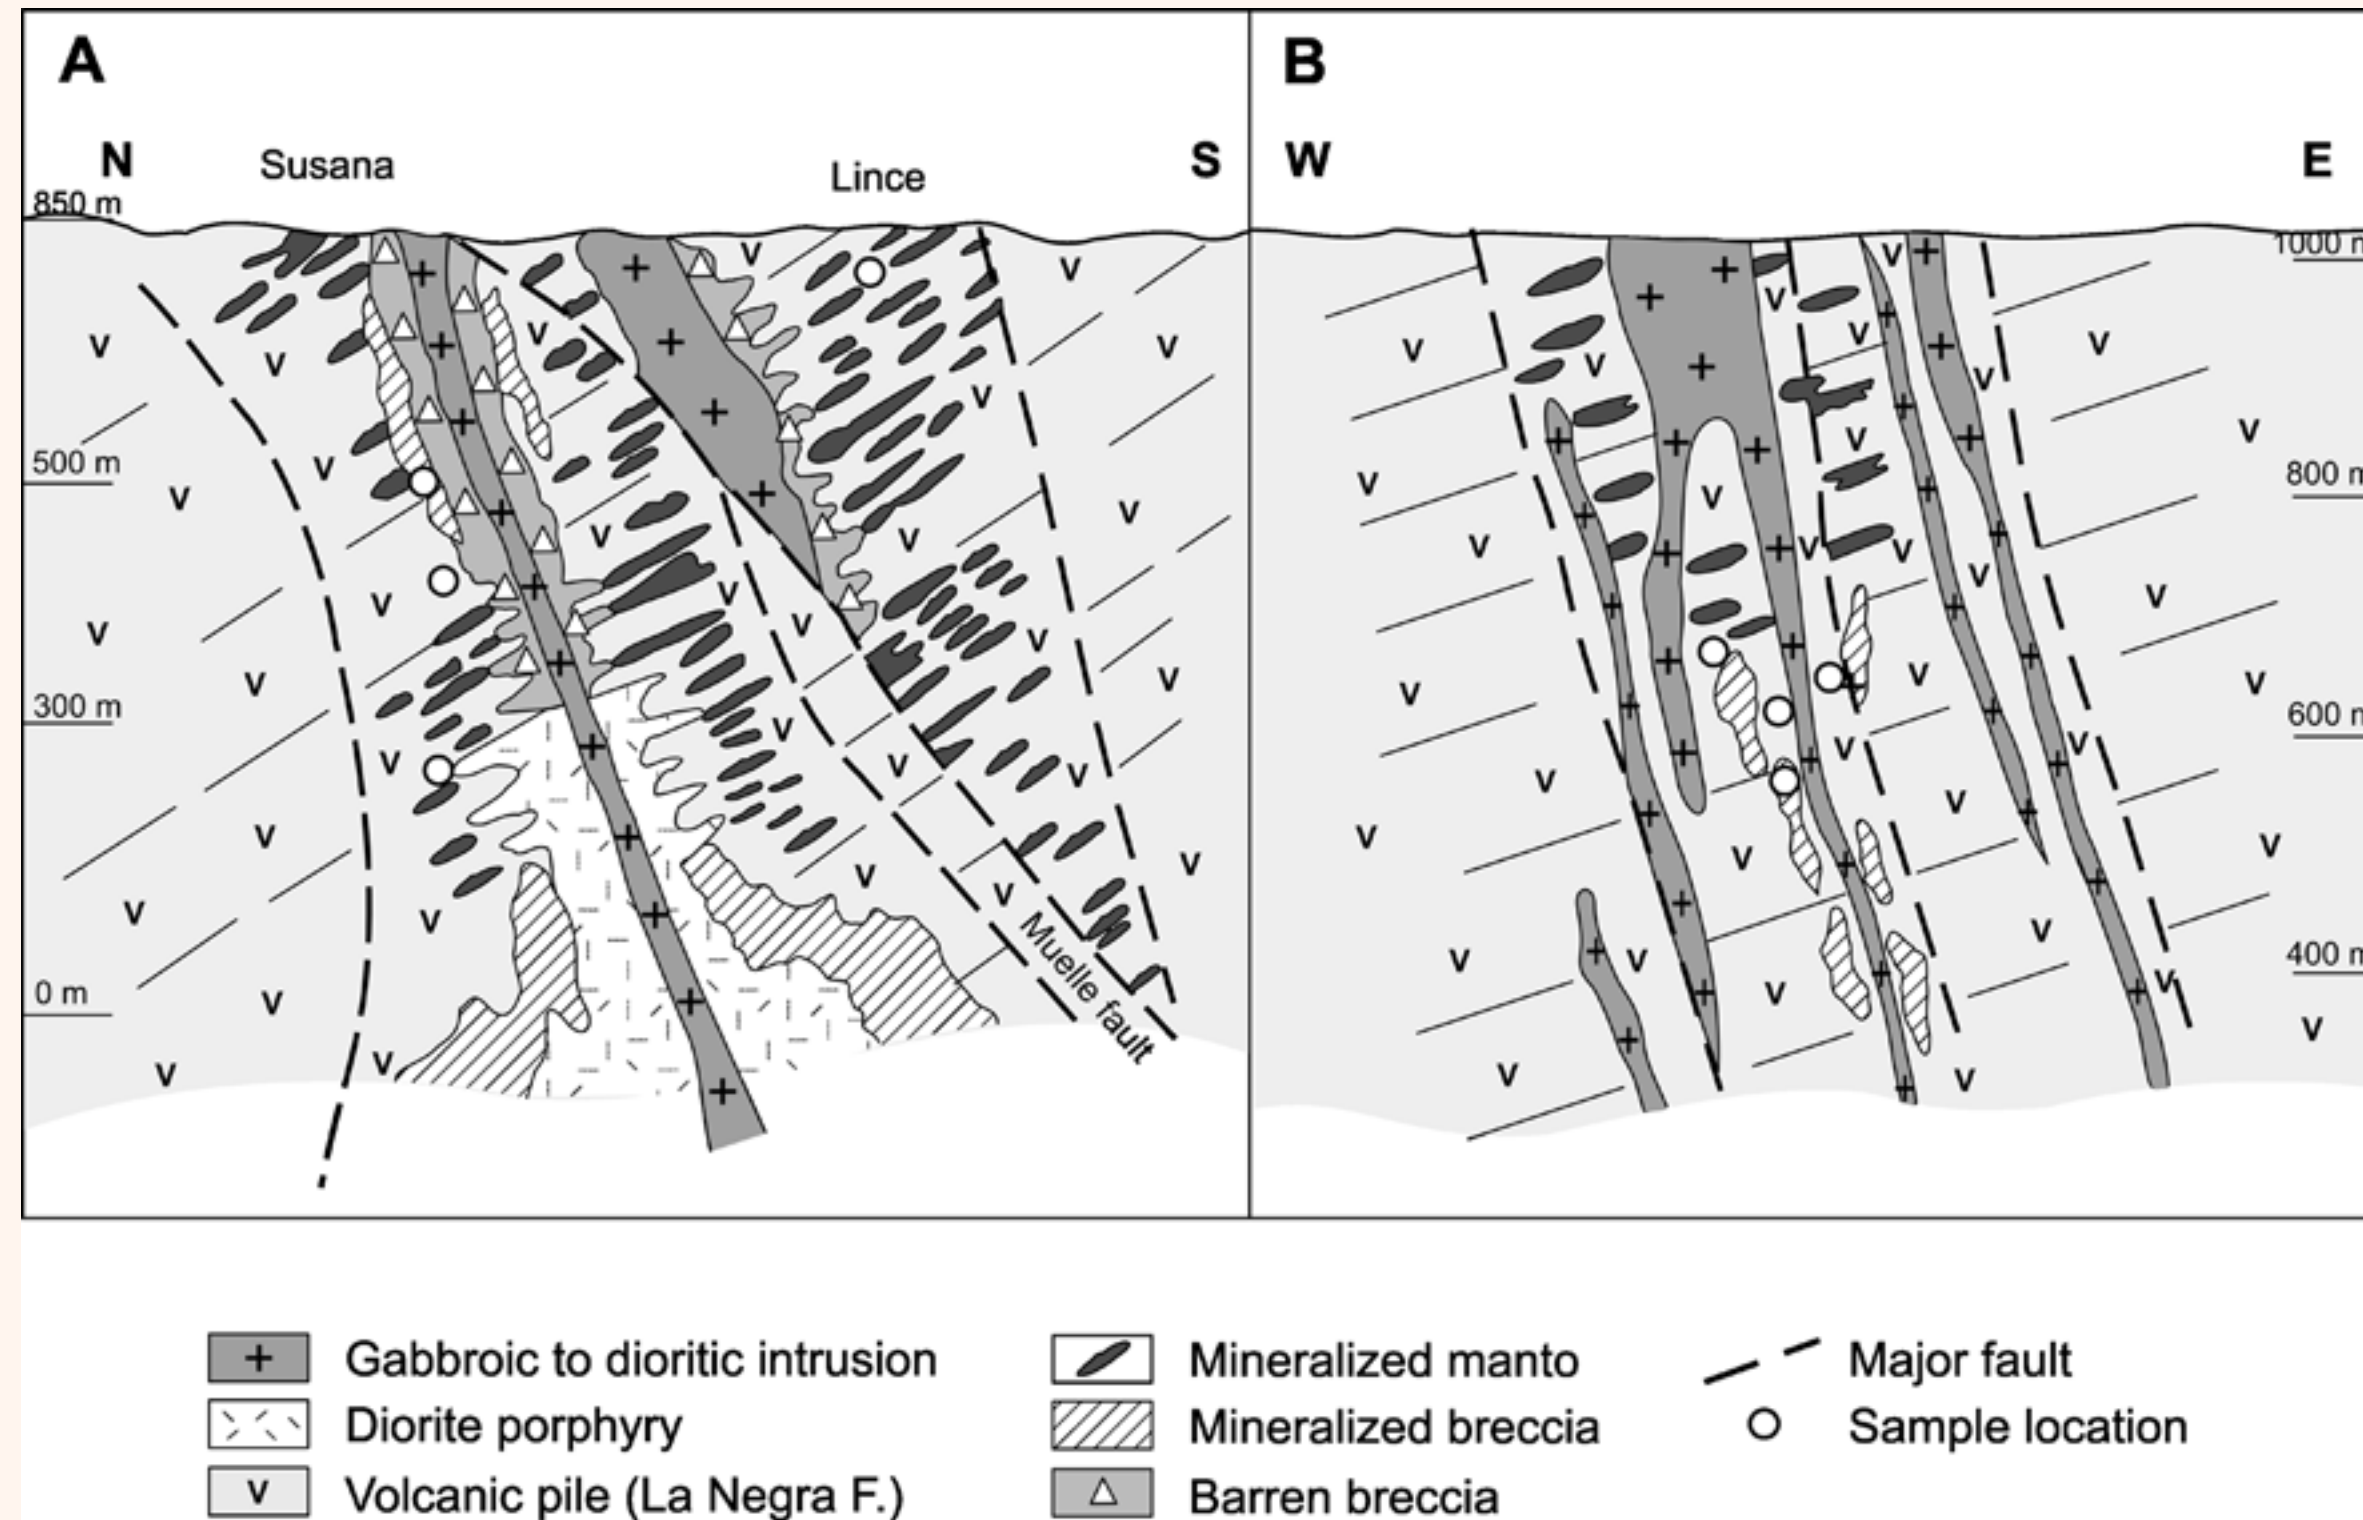 A
B
N
Susana
Lince
S
W
E
850 m
500 m
300 m
0 m
1000 m
800 m
600 m
400 m
Muelle fault
Gabbroic to dioritic intrusion
Diorite porphyry
v Volcanic pile (La Negra F.)
Mineralized manto
Mineralized breccia
Barren breccia
Major fault
Sample location